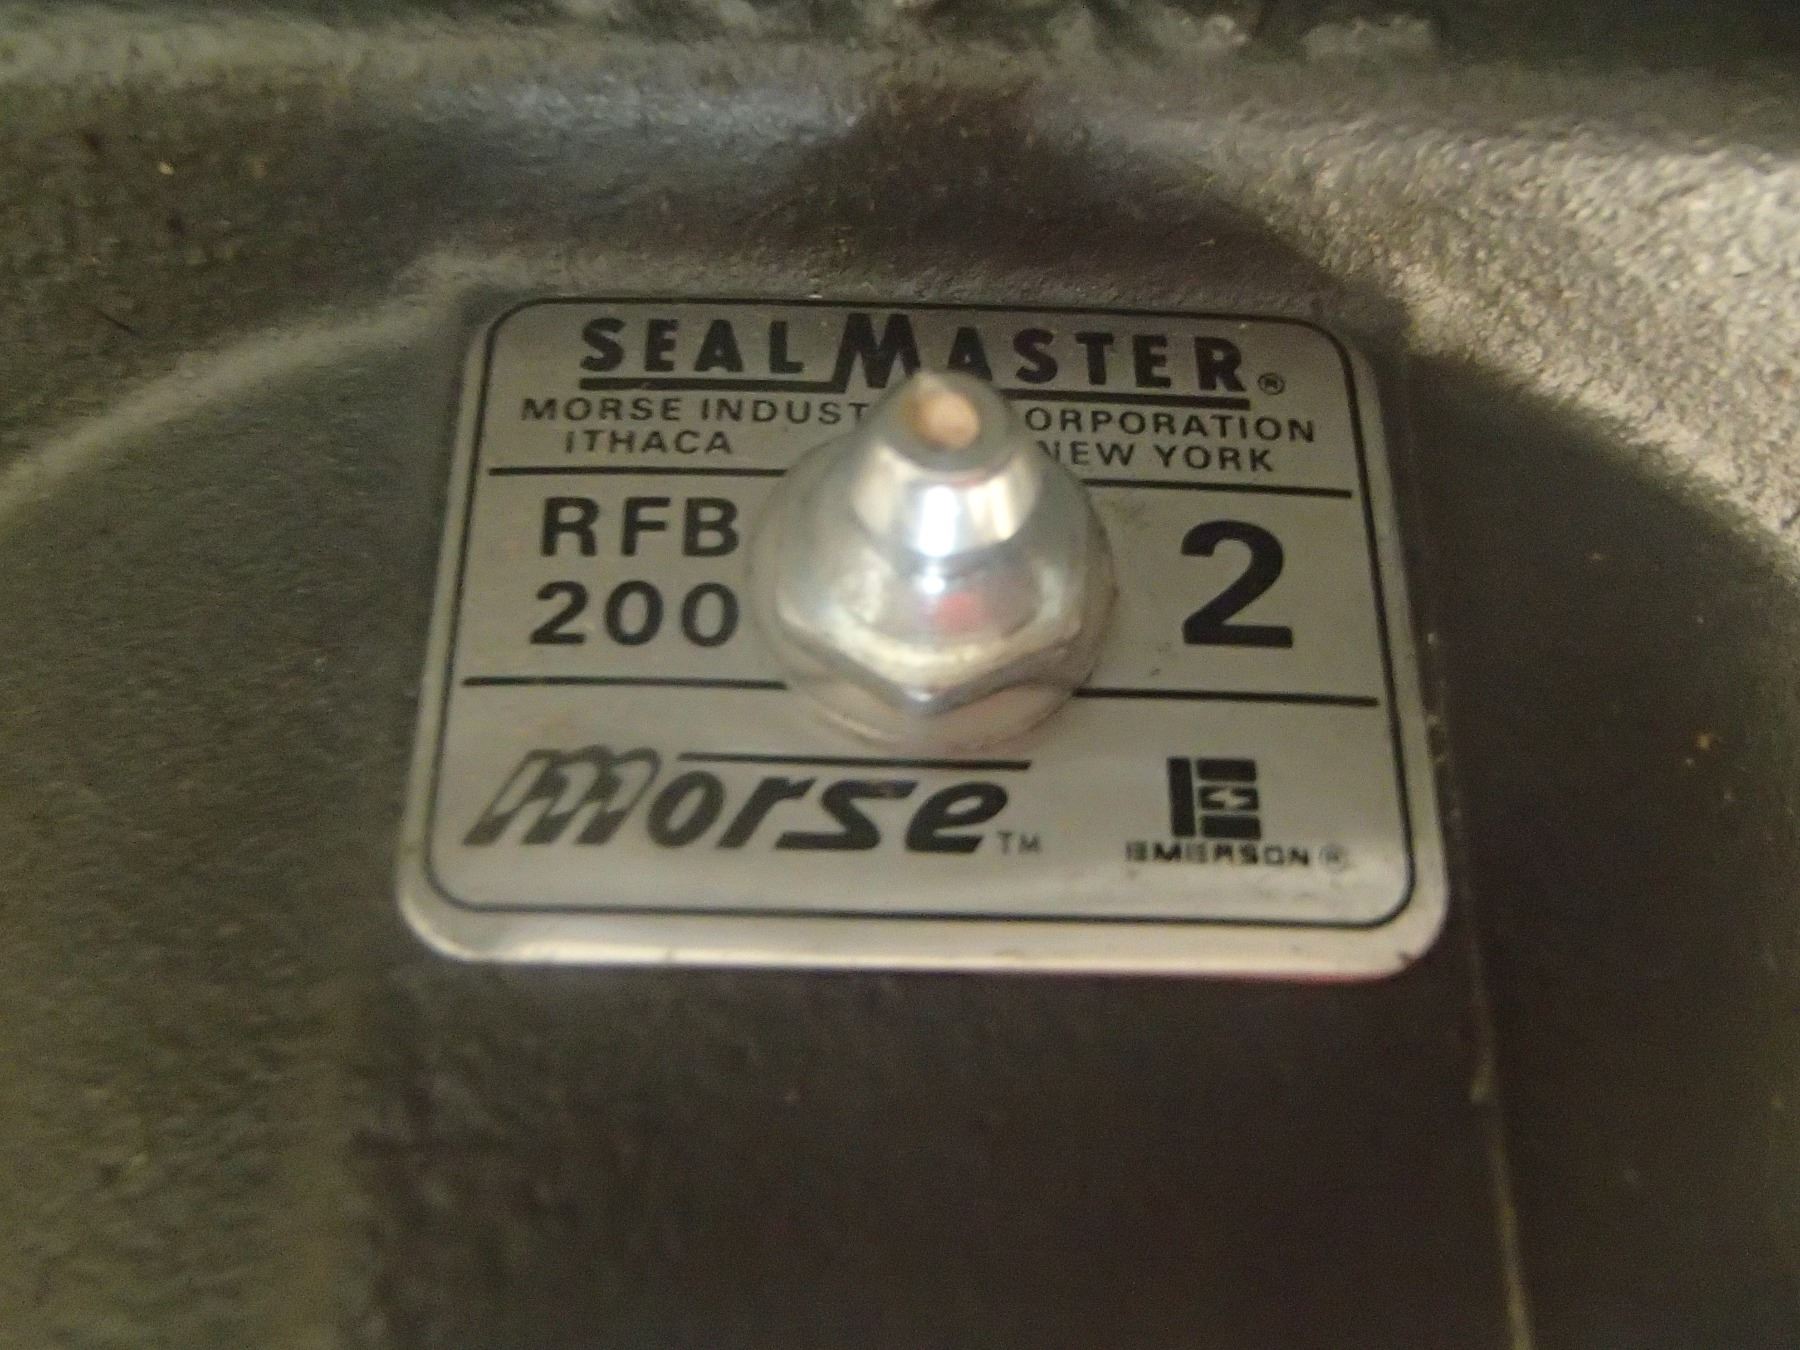 SEALMASTER®
MORSE INDUST ORPORATION
ITHACA NEW YORK
RFB 2
200
morse™
EMERSON®